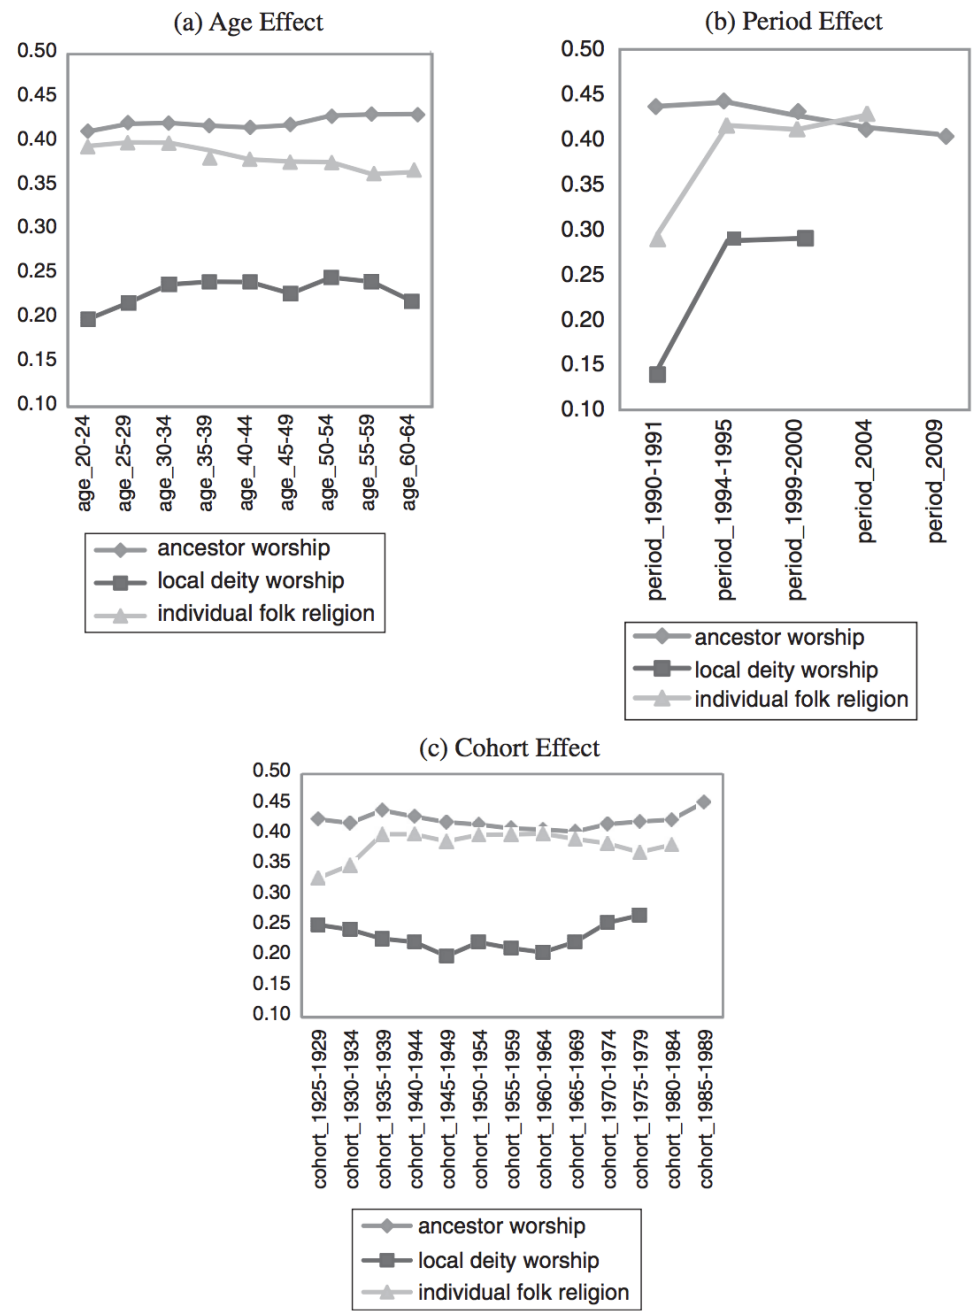 (a) Age Effect
0.50
0.45
0.40
0.35
0.30
0.25
0.20
0.15
0.10
age_20-24
age_25-29
age_30-34
age_35-39
age_40-44
age_45-49
age_50-54
age_55-59
age_60-64
ancestor worship
local deity worship
individual folk religion
(b) Period Effect
0.50
0.45
0.40
0.35
0.30
0.25
0.20
0.15
0.10
period_1990-1991
period_1994-1995
period_1999-2000
period_2004
period_2009
ancestor worship
local deity worship
individual folk religion
(c) Cohort Effect
0.50
0.45
0.40
0.35
0.30
0.25
0.20
0.15
0.10
cohort_1925-1929
cohort_1930-1934
cohort_1935-1939
cohort_1940-1944
cohort_1945-1949
cohort_1950-1954
cohort_1955-1959
cohort_1960-1964
cohort_1965-1969
cohort_1970-1974
cohort_1975-1979
cohort_1980-1984
cohort_1985-1989
ancestor worship
local deity worship
individual folk religion